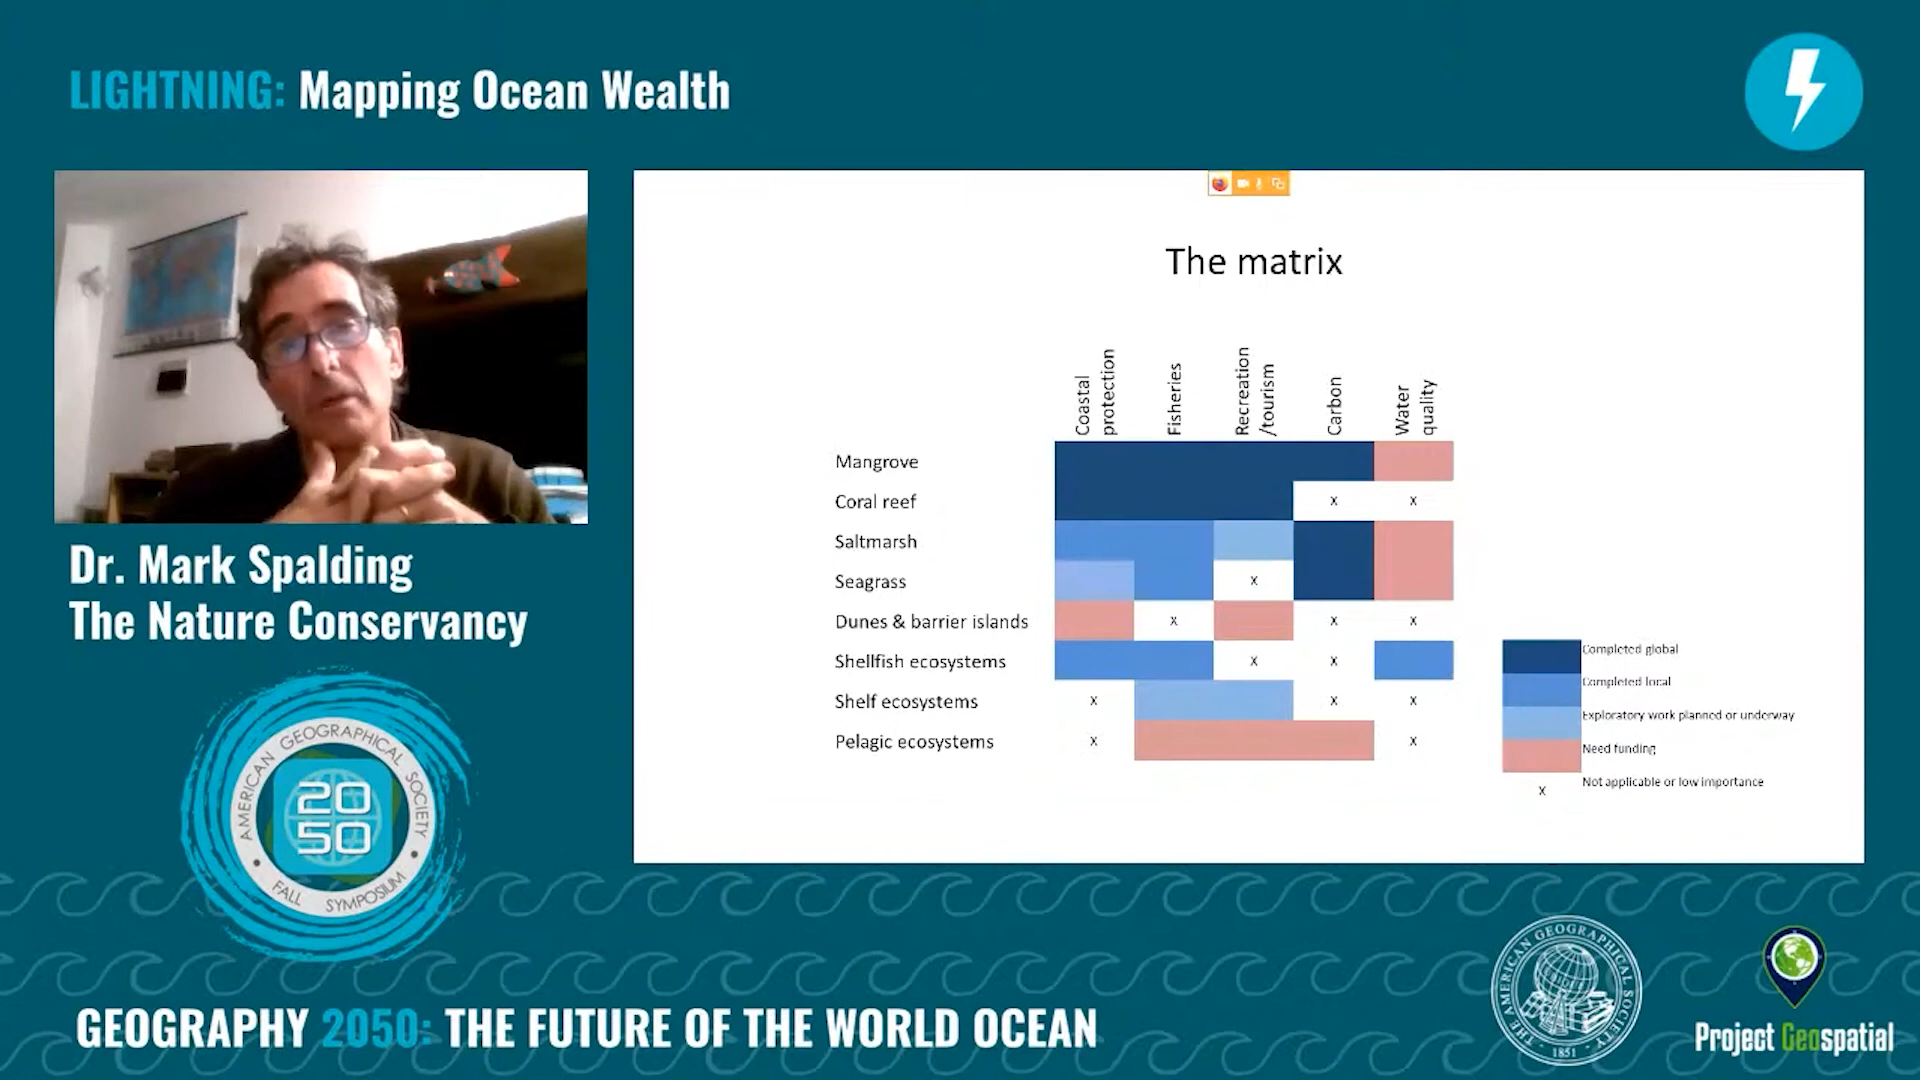 LIGHTNING: Mapping Ocean Wealth
Dr. Mark Spalding
The Nature Conservancy
The matrix
Coastal
protection
Fisheries
Recreation
/tourism
Carbon
Water
quality
Mangrove
Coral reef
x x
Saltmarsh
Seagrass
x
Dunes & barrier islands
x x x
Shellfish ecosystems
x x
Shelf ecosystems
x x x
Pelagic ecosystems
x x
Completed global
Completed local
Exploratory work planned or underway
Need funding
x Not applicable or low importance
AMERICAN GEOGRAPHICAL SOCIETY
20
50
FALL SYMPOSIUM
GEOGRAPHY 2050: THE FUTURE OF THE WORLD OCEAN
THE AMERICAN GEOGRAPHICAL SOCIETY
1851
Project Geospatial